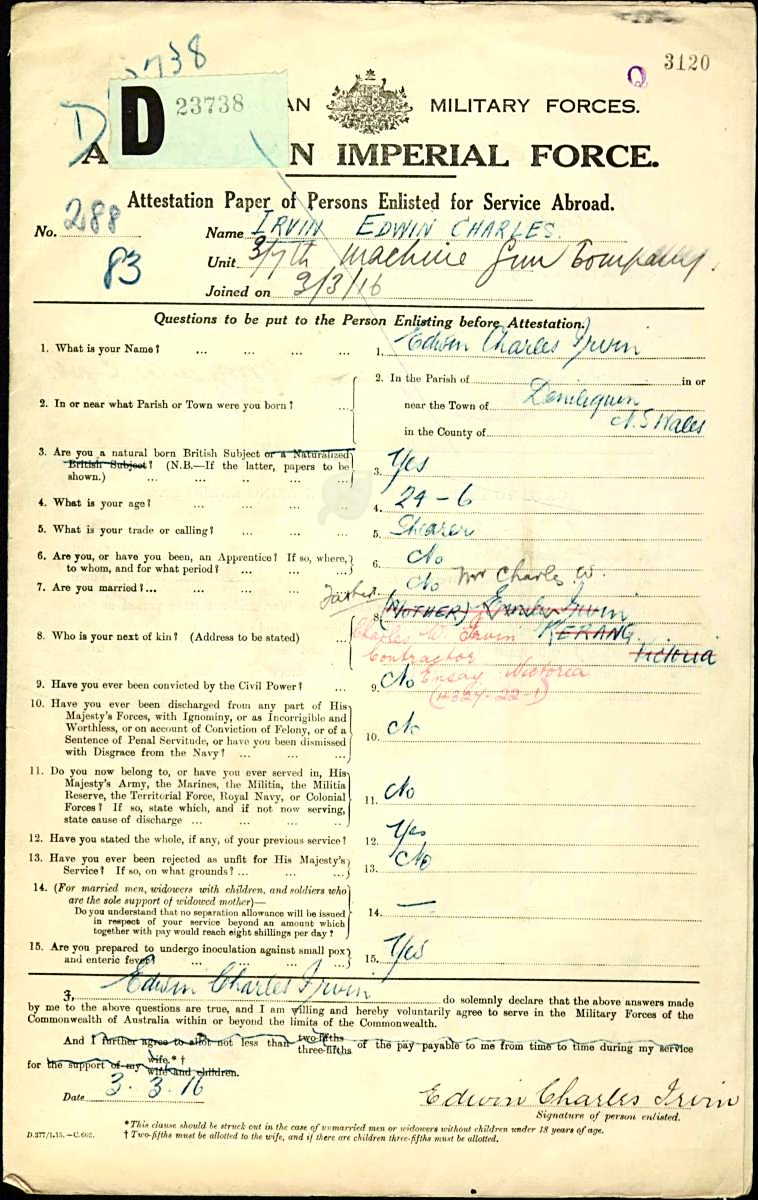 3738
3120
Q
D 23738
AN MILITARY FORCES.
D
A N IMPERIAL FORCE.
Attestation Paper of Persons Enlisted for Service Abroad.
No. 288
83
Name IRVIN EDWIN CHARLES.
Unit 3/7th Machine Gun Company.
Joined on 3/3/16
Questions to be put to the Person Enlisting before Attestation.
1. What is your Name? ... ... ... ... 1. Edwin Charles Irvin
2. In or near what Parish or Town were you born? ...
2. In the Parish of in or
near the Town of Deniliquin
in the County of N.S Wales
3. Are you a natural born British Subject or a Naturalized
British Subject? (N.B.—If the latter, papers to be
shown.) ... ... .. ... ...
3. Yes
4. What is your age? ... ... ... ... 4. 24 - 6
5. What is your trade or calling? ... ... ... 5. Shearer
6. Are you, or have you been, an Apprentice? If so, where,
to whom, and for what period? ... ... ...
6. No
7. Are you married?... ... ... ... ... No
Father. Mr Charles W.
8. Who is your next of kin? (Address to be stated) ...
8. (MOTHER) Irvin
KERANG.
Victoria
Charles W. Irvin
Contractor
Ensay Victoria
9. Have you ever been convicted by the Civil Power? ... 9. No
10. Have you ever been discharged from any part of His
Majesty's Forces, with Ignominy, or as Incorrigible and
Worthless, or on account of Conviction of Felony, or of a
Sentence of Penal Servitude, or have you been dismissed
with Disgrace from the Navy? ... ... ...
10. No
11. Do you now belong to, or have you ever served in, His
Majesty's Army, the Marines, the Militia, the Militia
Reserve, the Territorial Force, Royal Navy, or Colonial
Forces? If so, state which, and if not now serving,
state cause of discharge ... ... ... ...
11. No
12. Have you stated the whole, if any, of your previous service? 12. Yes
13. Have you ever been rejected as unfit for His Majesty's
Service? If so, on what grounds? ... ... ...
13. No
14. (For married men, widowers with children, and soldiers who
are the sole support of widowed mother)—
Do you understand that no separation allowance will be issued
in respect of your service beyond an amount which
together with pay would reach eight shillings per day?
14. —
15. Are you prepared to undergo inoculation against small pox
and enteric fever? ... ... ... ...
15. Yes
I, Edwin Charles Irvin do solemnly declare that the above answers made
by me to the above questions are true, and I am willing and hereby voluntarily agree to serve in the Military Forces of the
Commonwealth of Australia within or beyond the limits of the Commonwealth.
And I further agree to allot not less than two-fifths three-fifths of the pay payable to me from time to time during my service
for the support of my wife.*† wife and children.
Date 3.3.16
Edwin Charles Irvin
Signature of person enlisted.
*This clause should be struck out in the case of unmarried men or widowers without children under 18 years of age.
D.277/1.15.—C.662. † Two-fifths must be allotted to the wife, and if there are children three-fifths must be allotted.